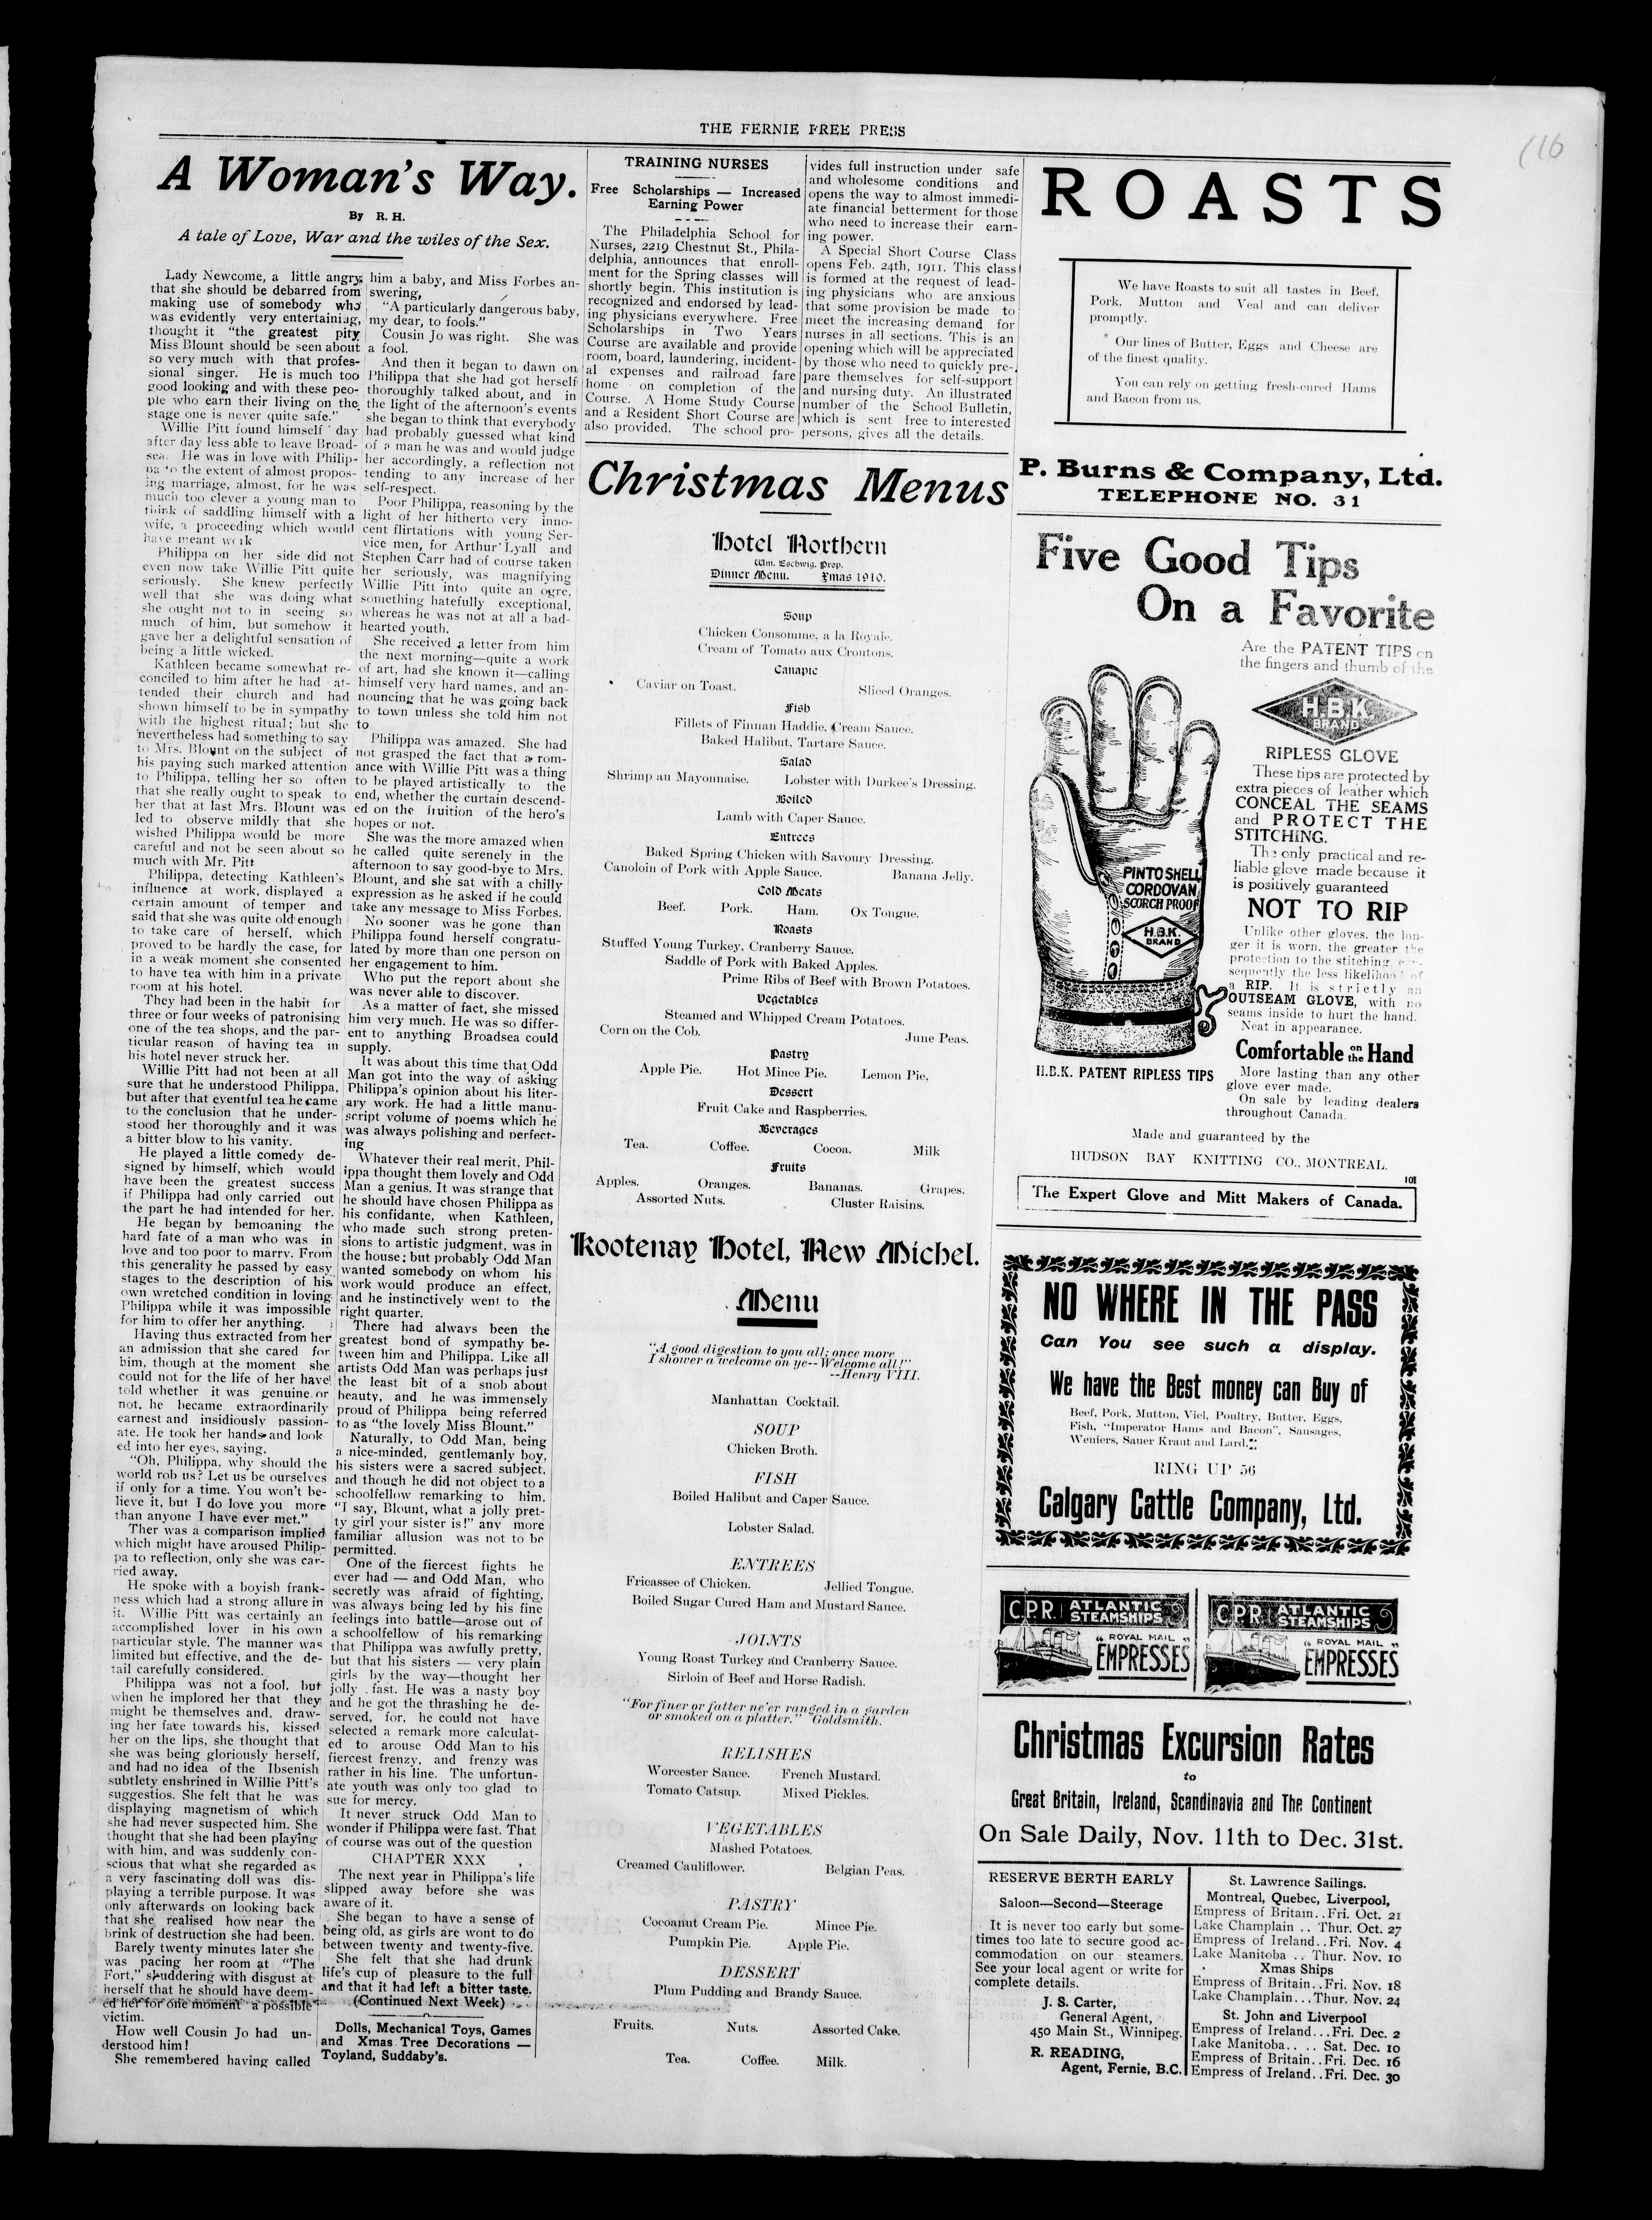 THE FERNIE FREE PRESS
(16
A Woman's Way.
By R. H.
A tale of Love, War and the wiles of the Sex.
Lady Newcome, a little angry
that she should be debarred from
making use of somebody who
was evidently very entertaining,
thought it "the greatest pity
Miss Blount should be seen about
so very much with that profes-
sional singer. He is much too
good looking and with these peo-
ple who earn their living on the
stage one is never quite safe."
Willie Pitt found himself day
after day less able to leave Broad-
sea. He was in love with Philip-
pa to the extent of almost propos-
ing marriage, almost, for he was
much too clever a young man to
think of saddling himself with a
wife, a proceeding which would
have meant work
Philippa on her side did not
even now take Willie Pitt quite
seriously. She knew perfectly
well that she was doing what
she ought not to in seeing so
much of him, but somehow it
gave her a delightful sensation of
being a little wicked.
Kathleen became somewhat re-
conciled to him after he had at-
tended their church and had
shown himself to be in sympathy
with the highest ritual; but she
nevertheless had something to say
to Mrs. Blount on the subject of
his paying such marked attention
to Philippa, telling her so often
that she really ought to speak to
her that at last Mrs. Blount was
led to observe mildly that she
wished Philippa would be more
careful and not be seen about so
much with Mr. Pitt
Philippa, detecting Kathleen's
influence at work, displayed a
certain amount of temper and
said that she was quite old enough
to take care of herself, which
proved to be hardly the case, for
in a weak moment she consented
to have tea with him in a private
room at his hotel.
They had been in the habit for
three or four weeks of patronising
one of the tea shops, and the par-
ticular reason of having tea in
his hotel never struck her.
Willie Pitt had not been at all
sure that he understood Philippa,
but after that eventful tea he came
to the conclusion that he under-
stood her thoroughly and it was
a bitter blow to his vanity.
He played a little comedy de-
signed by himself, which would
have been the greatest success
if Philippa had only carried out
the part he had intended for her.
He began by bemoaning the
hard fate of a man who was in
love and too poor to marry. From
this generality he passed by easy
stages to the description of his
own wretched condition in loving
Philippa while it was impossible
for him to offer her anything.
Having thus extracted from her
an admission that she cared for
him, though at the moment she
could not for the life of her have
told whether it was genuine or
not, he became extraordinarily
earnest and insidiously passion-
ate. He took her hands and look
ed into her eyes, saying,
"Oh, Philippa, why should the
world rob us? Let us be ourselves
if only for a time. You won't be-
lieve it, but I do love you more
than anyone I have ever met."
Ther was a comparison implied
which might have aroused Philip-
pa to reflection, only she was car-
ried away.
He spoke with a boyish frank-
ness which had a strong allure in
it. Willie Pitt was certainly an
accomplished lover in his own
particular style. The manner was
limited but effective, and the de-
tail carefully considered.
Philippa was not a fool, but
when he implored her that they
might be themselves and, draw-
ing her face towards his, kissed
her on the lips, she thought that
she was being gloriously herself,
and had no idea of the Ibsenish
subtlety enshrined in Willie Pitt's
suggestios. She felt that he was
displaying magnetism of which
she had never suspected him. She
thought that she had been playing
with him, and was suddenly con-
scious that what she regarded as
a very fascinating doll was dis-
playing a terrible purpose. It was
only afterwards on looking back
that she realised how near the
brink of destruction she had been.
Barely twenty minutes later she
was pacing her room at "The
Fort," shuddering with disgust at
herself that he should have deem-
ed her for one moment a possible
victim.
How well Cousin Jo had un-
derstood him!
She remembered having called
him a baby, and Miss Forbes an-
swering,
"A particularly dangerous baby,
my dear, to fools."
Cousin Jo was right. She was
a fool.
And then it began to dawn on
Philippa that she had got herself
thoroughly talked about, and in
the light of the afternoon's events
she began to think that everybody
had probably guessed what kind
of a man he was and would judge
her accordingly, a reflection not
tending to any increase of her
self-respect.
Poor Philippa, reasoning by the
light of her hitherto very inno-
cent flirtations with young Ser-
vice men, for Arthur Lyall and
Stephen Carr had of course taken
her seriously, was magnifying
Willie Pitt into quite an ogre,
something hatefully exceptional,
whereas he was not at all a bad-
hearted youth.
She received a letter from him
the next morning—quite a work
of art, had she known it—calling
himself very hard names, and an-
nouncing that he was going back
to town unless she told him not
to
Philippa was amazed. She had
not grasped the fact that a rom-
ance with Willie Pitt was a thing
to be played artistically to the
end, whether the curtain descend-
ed on the fruition of the hero's
hopes or not.
She was the more amazed when
he called quite serenely in the
afternoon to say good-bye to Mrs.
Blount, and she sat with a chilly
expression as he asked if he could
take any message to Miss Forbes.
No sooner was he gone than
Philippa found herself congratu-
lated by more than one person on
her engagement to him.
Who put the report about she
was never able to discover.
As a matter of fact, she missed
him very much. He was so differ-
ent to anything Broadsea could
supply.
It was about this time that Odd
Man got into the way of asking
Philippa's opinion about his liter-
ary work. He had a little manu-
script volume of poems which he
was always polishing and perfect-
ing
Whatever their real merit, Phil-
ippa thought them lovely and Odd
Man a genius. It was strange that
he should have chosen Philippa as
his confidante, when Kathleen,
who made such strong preten-
sions to artistic judgment, was in
the house; but probably Odd Man
wanted somebody on whom his
work would produce an effect,
and he instinctively went to the
right quarter.
There had always been the
greatest bond of sympathy be-
tween him and Philippa. Like all
artists Odd Man was perhaps just
the least bit of a snob about
beauty, and he was immensely
proud of Philippa being referred
to as "the lovely Miss Blount."
Naturally, to Odd Man, being
a nice-minded, gentlemanly boy,
his sisters were a sacred subject,
and though he did not object to a
schoolfellow remarking to him,
"I say, Blount, what a jolly pret-
ty girl your sister is!" any more
familiar allusion was not to be
permitted.
One of the fiercest fights he
ever had — and Odd Man, who
secretly was afraid of fighting,
was always being led by his fine
feelings into battle—arose out of
a schoolfellow of his remarking
that Philippa was awfully pretty,
but that his sisters — very plain
girls by the way—thought her
jolly fast. He was a nasty boy
and he got the thrashing he de-
served, for, he could not have
selected a remark more calculat-
ed to arouse Odd Man to his
fiercest frenzy, and frenzy was
rather in his line. The unfortun-
ate youth was only too glad to
sue for mercy.
It never struck Odd Man to
wonder if Philippa were fast. That
of course was out of the question
CHAPTER XXX
The next year in Philippa's life
slipped away before she was
aware of it.
She began to have a sense of
being old, as girls are wont to do
between twenty and twenty-five.
She felt that she had drunk
life's cup of pleasure to the full
and that it had left a bitter taste.
(Continued Next Week)
Dolls, Mechanical Toys, Games
and Xmas Tree Decorations —
Toyland, Suddaby's.
TRAINING NURSES
Free Scholarships — Increased
Earning Power
The Philadelphia School for
Nurses, 2219 Chestnut St., Phila-
delphia, announces that enroll-
ment for the Spring classes will
shortly begin. This institution is
recognized and endorsed by lead-
ing physicians everywhere. Free
Scholarships in Two Years
Course are available and provide
room, board, laundering, incident-
al expenses and railroad fare
home on completion of the
Course. A Home Study Course
and a Resident Short Course are
also provided. The school pro-
vides full instruction under safe
and wholesome conditions and
opens the way to almost immedi-
ate financial betterment for those
who need to increase their earn-
ing power.
A Special Short Course Class
opens Feb. 24th, 1911. This class
is formed at the request of lead-
ing physicians who are anxious
that some provision be made to
meet the increasing demand for
nurses in all sections. This is an
opening which will be appreciated
by those who need to quickly pre-
pare themselves for self-support
and nursing duty. An illustrated
number of the School Bulletin,
which is sent free to interested
persons, gives all the details.
Christmas Menus
Hotel Northern
Wm. Eschwig, Prop.
Dinner Menu. Xmas 1910.
Soup
Chicken Consomme, a la Royale.
Cream of Tomato aux Croutons.
Canapie
Caviar on Toast. Sliced Oranges.
Fish
Fillets of Finnan Haddie, Cream Sauce.
Baked Halibut, Tartare Sauce.
Salad
Shrimp au Mayonnaise. Lobster with Durkee's Dressing.
Boiled
Lamb with Caper Sauce.
Entrees
Baked Spring Chicken with Savoury Dressing.
Canoloin of Pork with Apple Sauce. Banana Jelly.
Cold Meats
Beef. Pork. Ham. Ox Tongue.
Roasts
Stuffed Young Turkey, Cranberry Sauce.
Saddle of Pork with Baked Apples.
Prime Ribs of Beef with Brown Potatoes.
Vegetables
Steamed and Whipped Cream Potatoes.
Corn on the Cob. June Peas.
Pastry
Apple Pie. Hot Mince Pie. Lemon Pie.
Dessert
Fruit Cake and Raspberries.
Beverages
Tea. Coffee. Cocoa. Milk
Fruits
Apples. Oranges. Bananas. Grapes.
Assorted Nuts. Cluster Raisins.
Kootenay Hotel, New Michel.
Menu
"A good digestion to you all; once more
I shower a welcome on ye-- Welcome all!"
--Henry VIII.
Manhattan Cocktail.
SOUP
Chicken Broth.
FISH
Boiled Halibut and Caper Sauce.
Lobster Salad.
ENTREES
Fricassee of Chicken. Jellied Tongue.
Boiled Sugar Cured Ham and Mustard Sauce.
JOINTS
Young Roast Turkey and Cranberry Sauce.
Sirloin of Beef and Horse Radish.
"For finer or fatter ne'er ranged in a garden
or smoked on a platter." Goldsmith.
RELISHES
Worcester Sauce. French Mustard.
Tomato Catsup. Mixed Pickles.
VEGETABLES
Mashed Potatoes.
Creamed Cauliflower. Belgian Peas.
PASTRY
Cocoanut Cream Pie. Mince Pie.
Pumpkin Pie. Apple Pie.
DESSERT
Plum Pudding and Brandy Sauce.
Fruits. Nuts. Assorted Cake.
Tea. Coffee. Milk.
ROASTS
We have Roasts to suit all tastes in Beef,
Pork, Mutton and Veal and can deliver
promptly.
Our lines of Butter, Eggs and Cheese are
of the finest quality.
You can rely on getting fresh-cured Hams
and Bacon from us.
P. Burns & Company, Ltd.
TELEPHONE NO. 31
Five Good Tips
On a Favorite
Are the PATENT TIPS on
the fingers and thumb of the
H.B.K.
BRAND
RIPLESS GLOVE
These tips are protected by
extra pieces of leather which
CONCEAL THE SEAMS
and PROTECT THE
STITCHING.
The only practical and re-
liable glove made because it
is positively guaranteed
NOT TO RIP
Unlike other gloves, the lon-
ger it is worn, the greater the
protection to the stitching, con-
sequently the less likelihood of
a RIP. It is strictly an
OUTSEAM GLOVE, with no
seams inside to hurt the hand.
Neat in appearance.
Comfortable on the Hand
More lasting than any other
glove ever made.
On sale by leading dealers
throughout Canada.
PINTO SHELL
CORDOVAN
SCORCH PROOF
H.B.K.
BRAND
H.B.K. PATENT RIPLESS TIPS
Made and guaranteed by the
HUDSON BAY KNITTING CO., MONTREAL.
101
The Expert Glove and Mitt Makers of Canada.
NO WHERE IN THE PASS
Can You see such a display.
We have the Best money can Buy of
Beef, Pork, Mutton, Viel, Poultry, Butter, Eggs,
Fish, "Imperator Hams and Bacon", Sausages,
Weniers, Sauer Kraut and Lard.
RING UP 56
Calgary Cattle Company, Ltd.
C.P.R. ATLANTIC STEAMSHIPS
"ROYAL MAIL"
EMPRESSES
C.P.R. ATLANTIC STEAMSHIPS
"ROYAL MAIL"
EMPRESSES
Christmas Excursion Rates
to
Great Britain, Ireland, Scandinavia and The Continent
On Sale Daily, Nov. 11th to Dec. 31st.
RESERVE BERTH EARLY
Saloon—Second—Steerage
It is never too early but some-
times too late to secure good ac-
commodation on our steamers.
See your local agent or write for
complete details.
J. S. Carter,
General Agent,
450 Main St., Winnipeg.
R. READING,
Agent, Fernie, B.C.
St. Lawrence Sailings.
Montreal, Quebec, Liverpool,
Empress of Britain..Fri. Oct. 21
Lake Champlain .. Thur. Oct. 27
Empress of Ireland..Fri. Nov. 4
Lake Manitoba .. Thur. Nov. 10
Xmas Ships
Empress of Britain..Fri. Nov. 18
Lake Champlain...Thur. Nov. 24
St. John and Liverpool
Empress of Ireland...Fri. Dec. 2
Lake Manitoba.. .. Sat. Dec. 10
Empress of Britain..Fri. Dec. 16
Empress of Ireland..Fri. Dec. 30